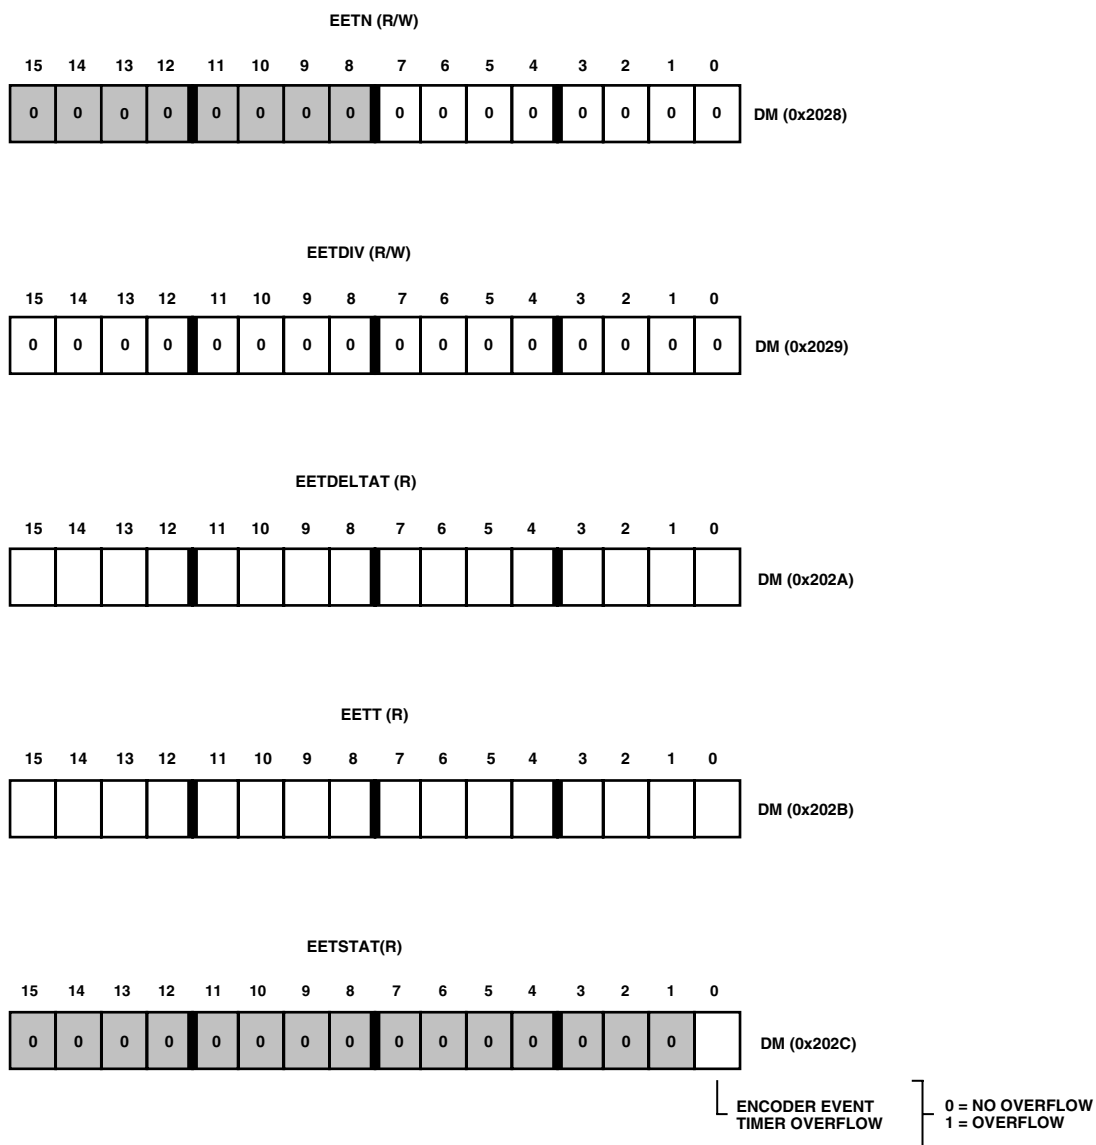 EETN (R/W)
15 14 13 12 11 10 9 8 7 6 5 4 3 2 1 0
0 0 0 0 0 0 0 0 0 0 0 0 0 0 0 0 DM (0x2028)
EETDIV (R/W)
15 14 13 12 11 10 9 8 7 6 5 4 3 2 1 0
0 0 0 0 0 0 0 0 0 0 0 0 0 0 0 0 DM (0x2029)
EETDELTAT (R)
15 14 13 12 11 10 9 8 7 6 5 4 3 2 1 0
DM (0x202A)
EETT (R)
15 14 13 12 11 10 9 8 7 6 5 4 3 2 1 0
DM (0x202B)
EETSTAT(R)
15 14 13 12 11 10 9 8 7 6 5 4 3 2 1 0
0 0 0 0 0 0 0 0 0 0 0 0 0 0 0 DM (0x202C)
ENCODER EVENT 0 = NO OVERFLOW
TIMER OVERFLOW 1 = OVERFLOW